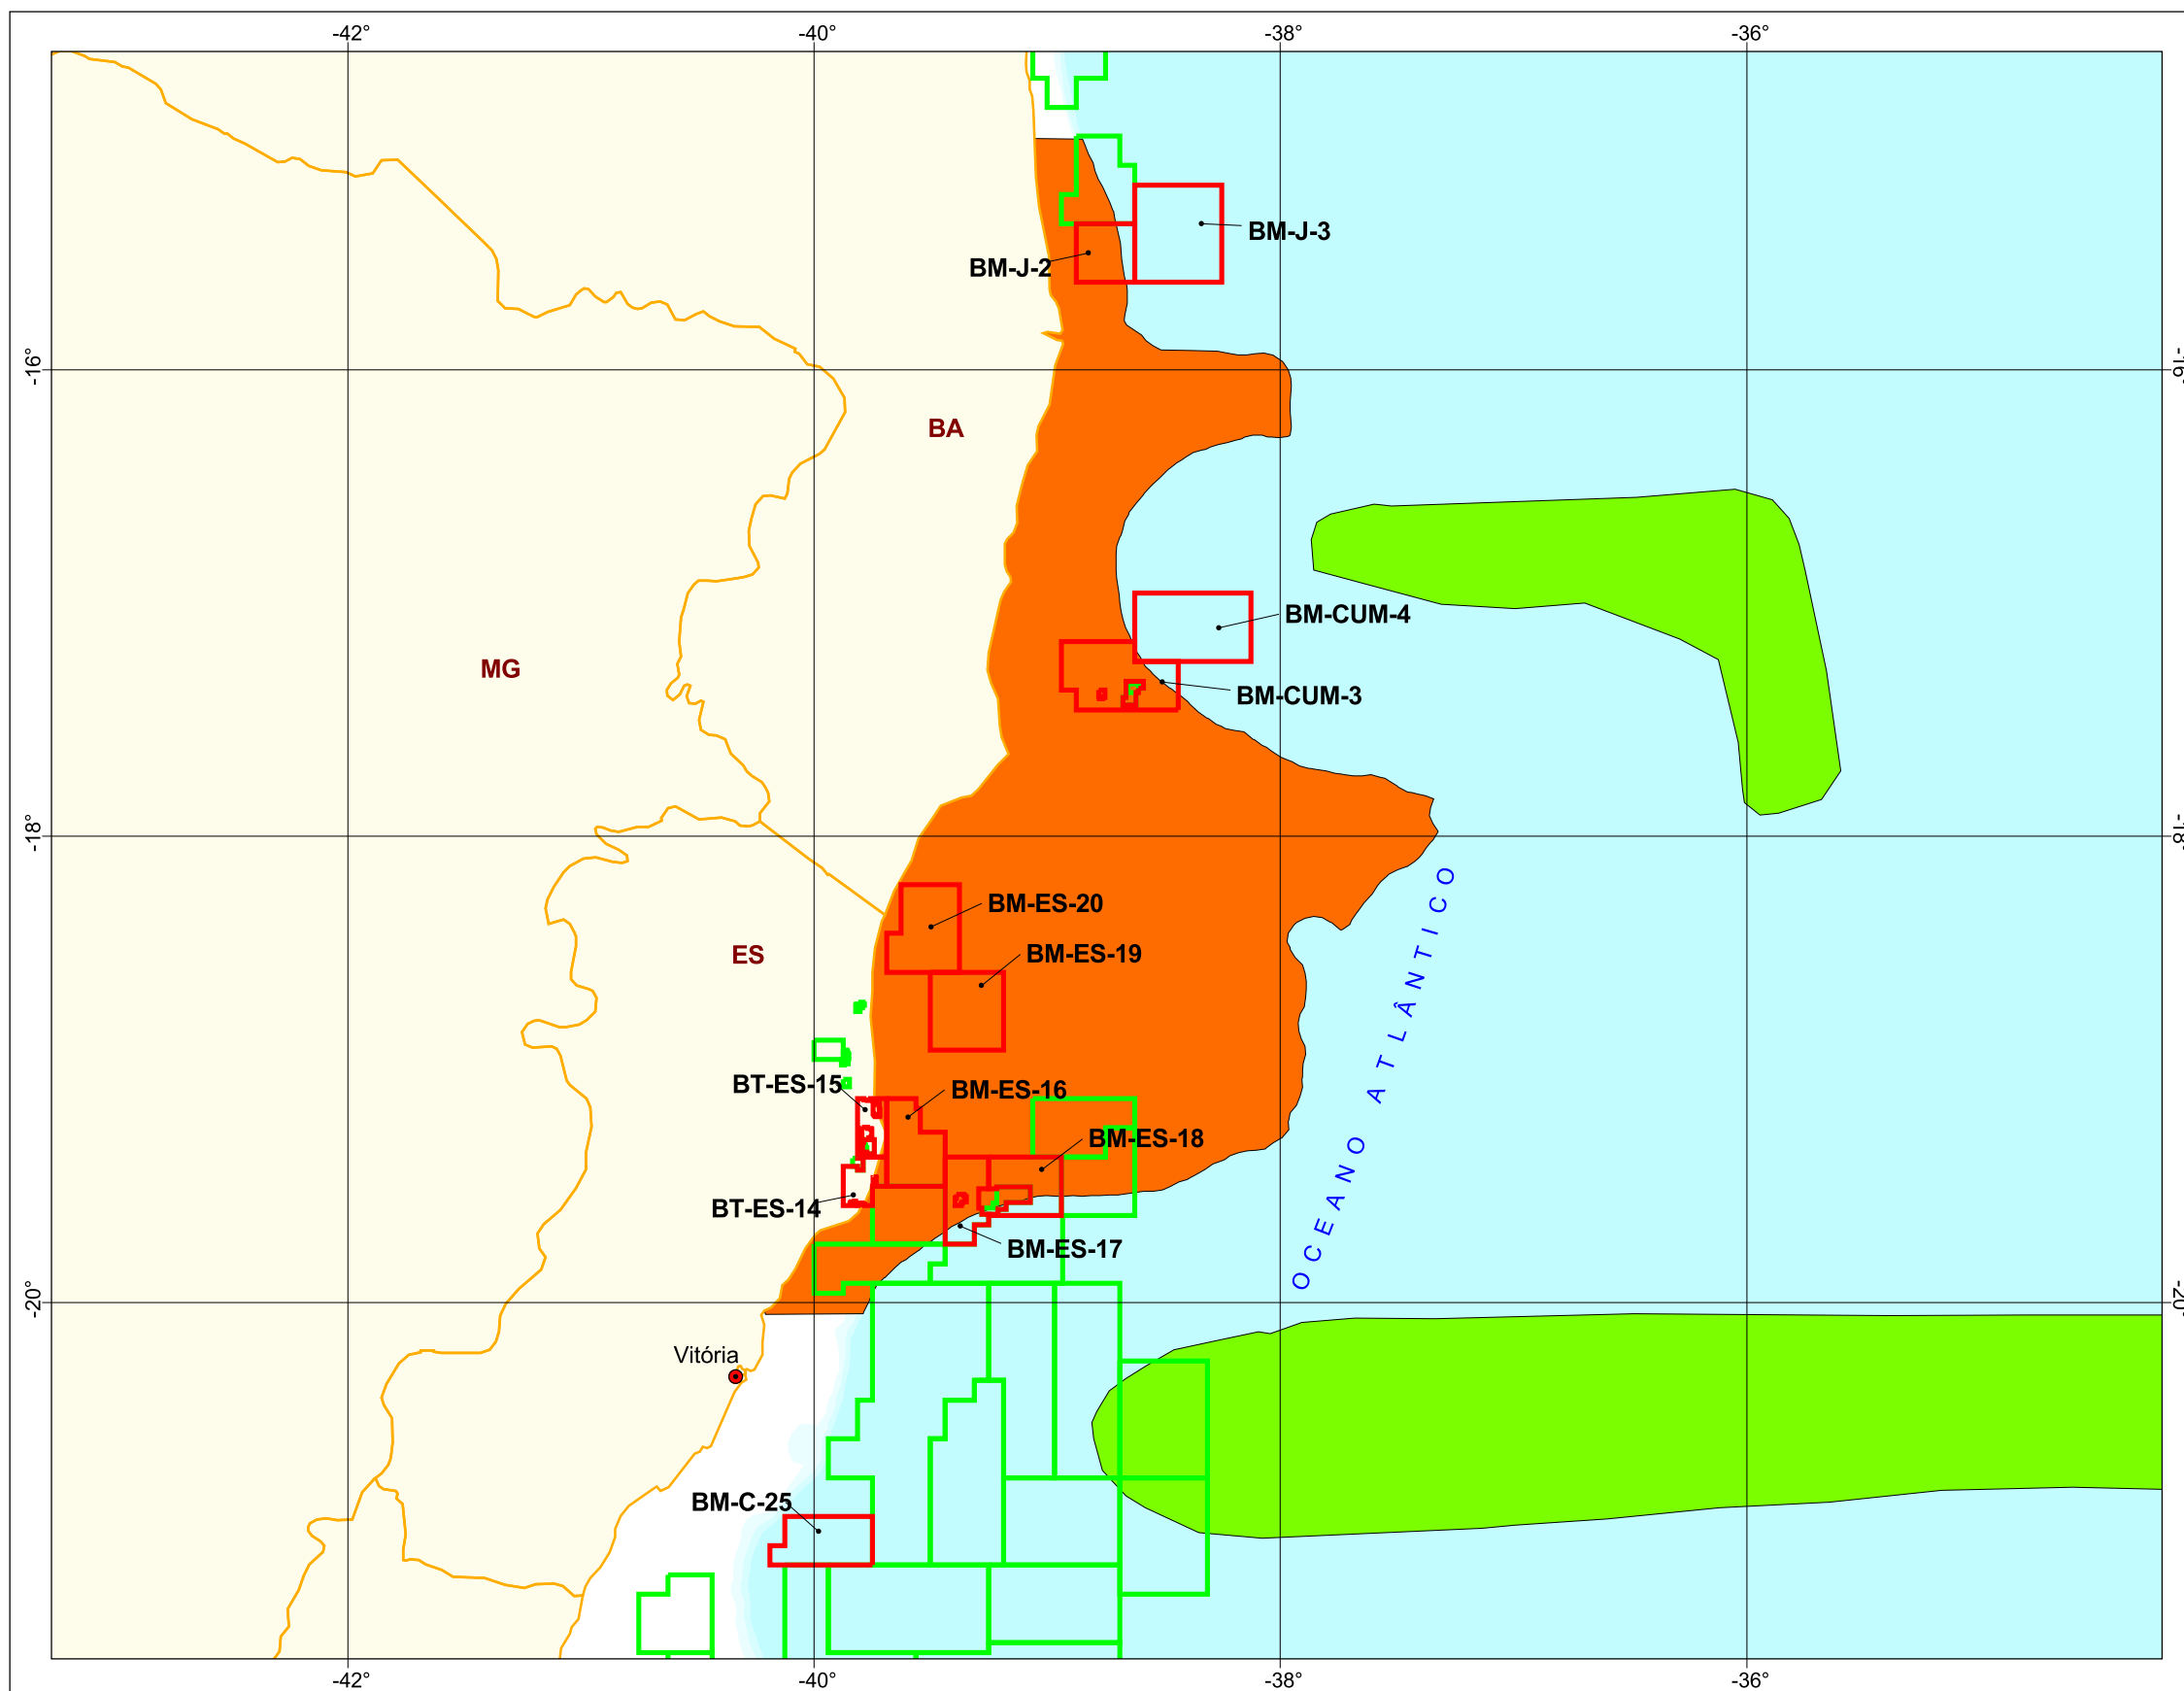 -42° -40° -38° -36°
BM-J-3
BM-J-2
-16° -16°
BA
BM-CUM-4
MG
BM-CUM-3
-18° -18°
OCEANO ATLÂNTICO
BM-ES-20
BM-ES-19
ES
BT-ES-15
BM-ES-16
BM-ES-18
BT-ES-14
BM-ES-17
-20° -20°
Vitória
BM-C-25
-42° -40° -38° -36°